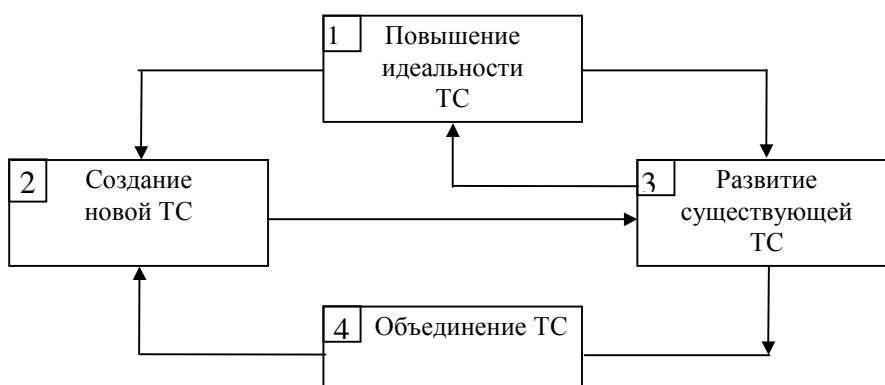 1
Повышение
идеальности
ТС
2
Создание
новой ТС
3
Развитие
существующей
ТС
4
Объединение ТС